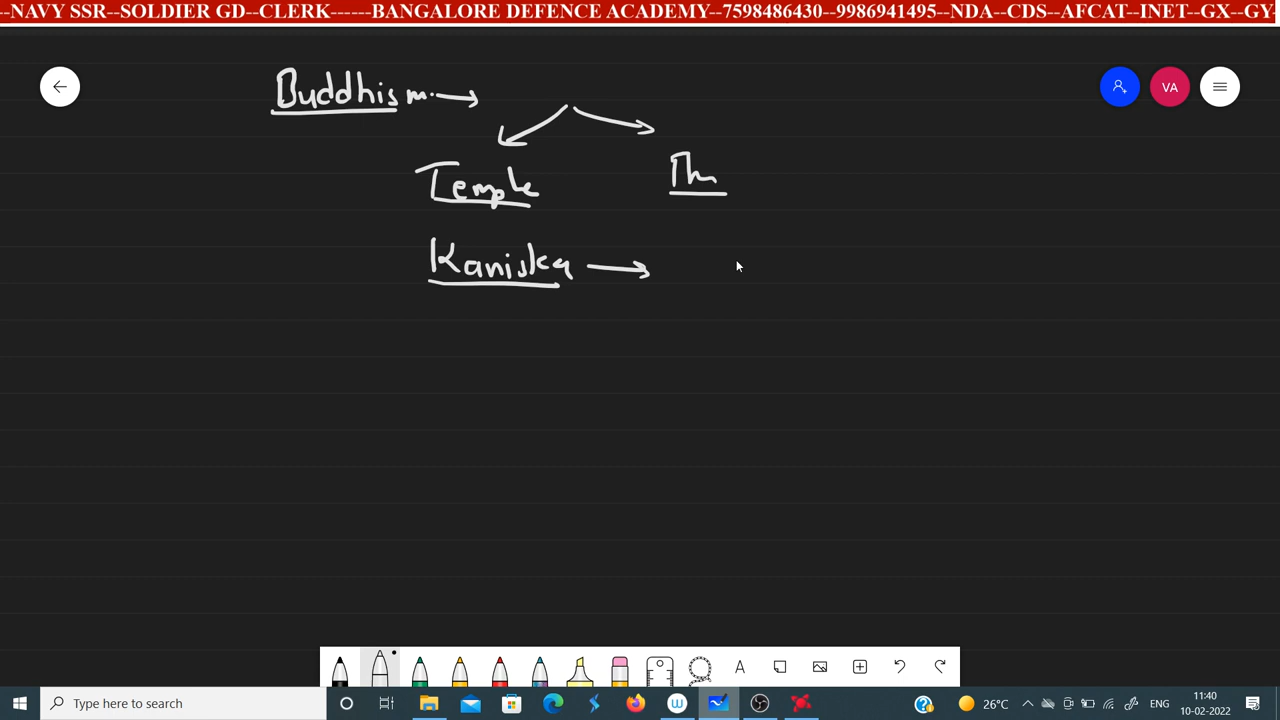 --NAVY SSR--SOLDIER GD--CLERK------BANGALORE DEFENCE ACADEMY--7598486430--9986941495--NDA--CDS--AFCAT--INET--GX--GY-
Buddhism.
VA
Temple
Kaniska
A
Type here to search
W
26°C
ENG
11:40
10-02-2022